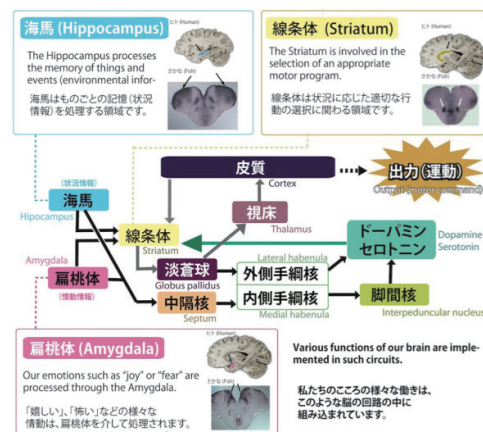 海馬 (Hippocampus)
ヒト (Human)
The Hippocampus processes
the memory of things and
events (environmental infor-
さかな (Fish)
海馬はものごとの記憶(状況
情報)を処理する領域です。
線条体 (Striatum)
ヒト (Human)
The Striatum is involved in the
selection of an appropriate
motor program.
さかな (Fish)
線条体は状況に応じた適切な行
動の選択に関わる領域です。
皮質
Cortex
出力(運動)
Output (motor command)
(状況情報)
海馬
Hipocampus
視床
Thalamus
線条体
Striatum
ドーパミン
セロトニン
Dopamine
Serotonin
Amygdala
扁桃体
(情動情報)
淡蒼球
Globus pallidus
Lateral habenula
外側手綱核
中隔核
Septum
内側手綱核
Medial habenula
脚間核
Interpeduncular nucleus
扁桃体 (Amygdala)
ヒト (Human)
Our emotions such as “joy” or “fear” are
processed through the Amygdala.
さかな (Fish)
「嬉しい」、「怖い」などの様々な
情動は、扁桃体を介して処理されます。
Various functions of our brain are imple-
mented in such circuits.
私たちのこころの様々な働きは、
このような脳の回路の中に
組み込まれています。